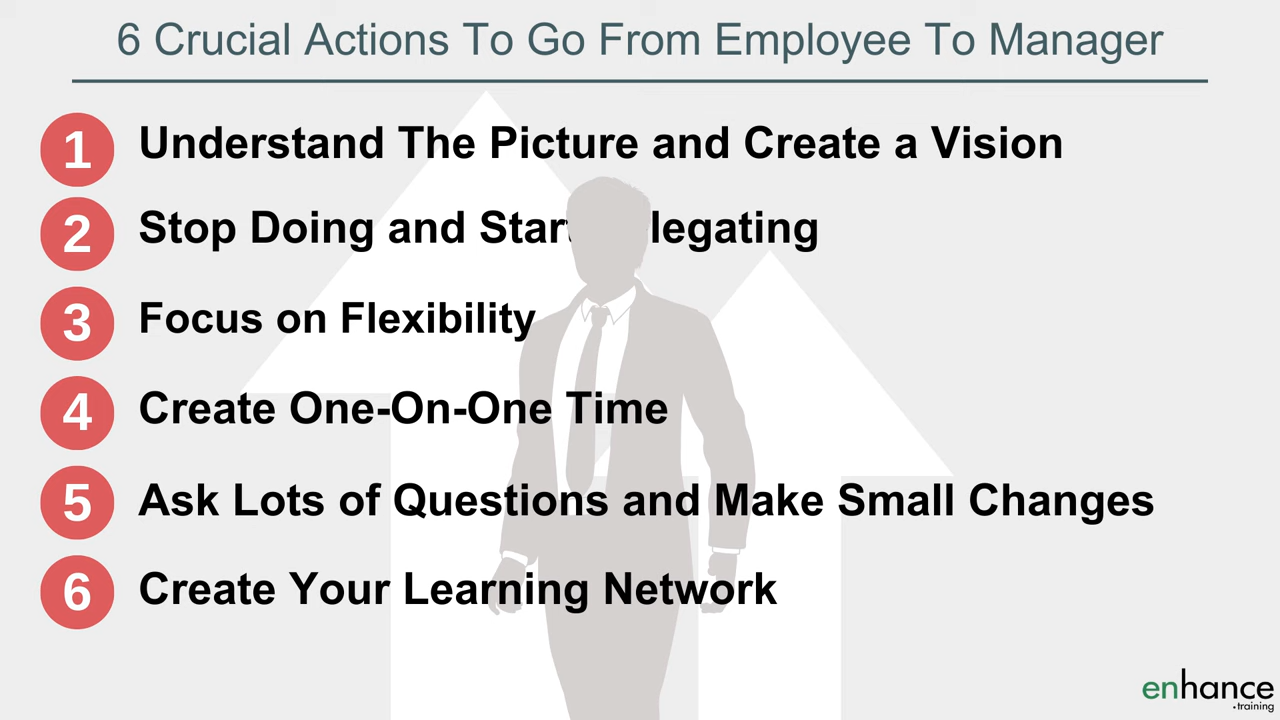 6 Crucial Actions To Go From Employee To Manager
1 Understand The Picture and Create a Vision
2 Stop Doing and Start legating
3 Focus on Flexibility
4 Create One-On-One Time
5 Ask Lots of Questions and Make Small Changes
6 Create Your Learning Network
enhance
.training